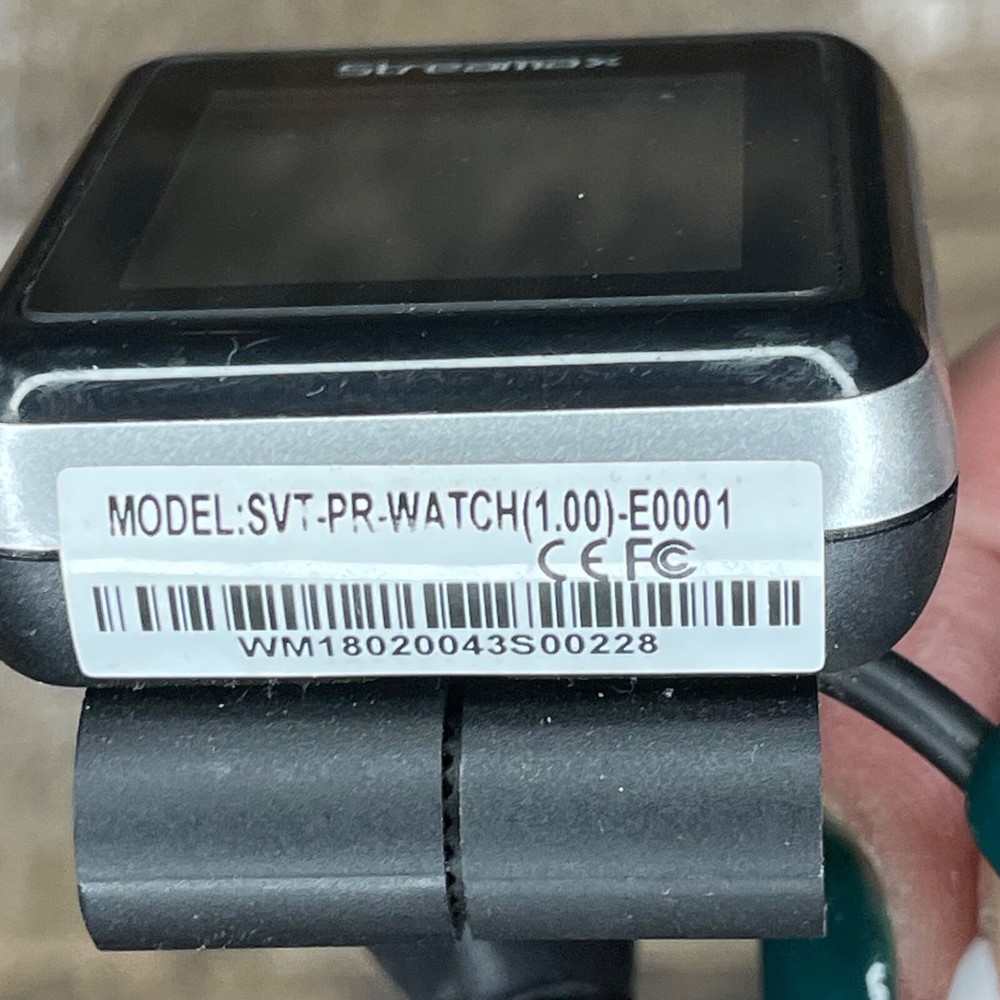 Streamax
MODEL:SVT-PR-WATCH(1.00)-E0001
CE FC
WM18020043S00228